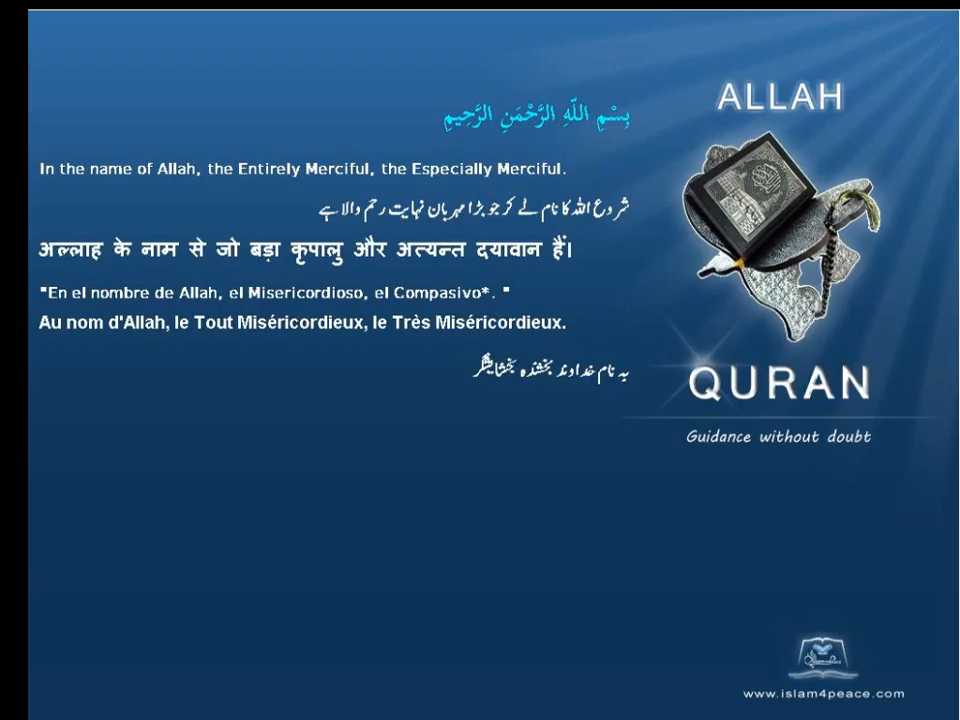 بِسْمِ اللَّهِ الرَّحْمَنِ الرَّحِيمِ
In the name of Allah, the Entirely Merciful, the Especially Merciful.
شروع الله کا نام لے کر جو بڑا مہربان نہایت رحم والا ہے
अल्लाह के नाम से जो बड़ा कृपालु और अत्यन्त दयावान हैं।
"En el nombre de Allah, el Misericordioso, el Compasivo*. "
Au nom d'Allah, le Tout Miséricordieux, le Très Miséricordieux.
به نام خداوند بخشنده بخشایشگر
ALLAH
QURAN
Guidance without doubt
www.islam4peace.com